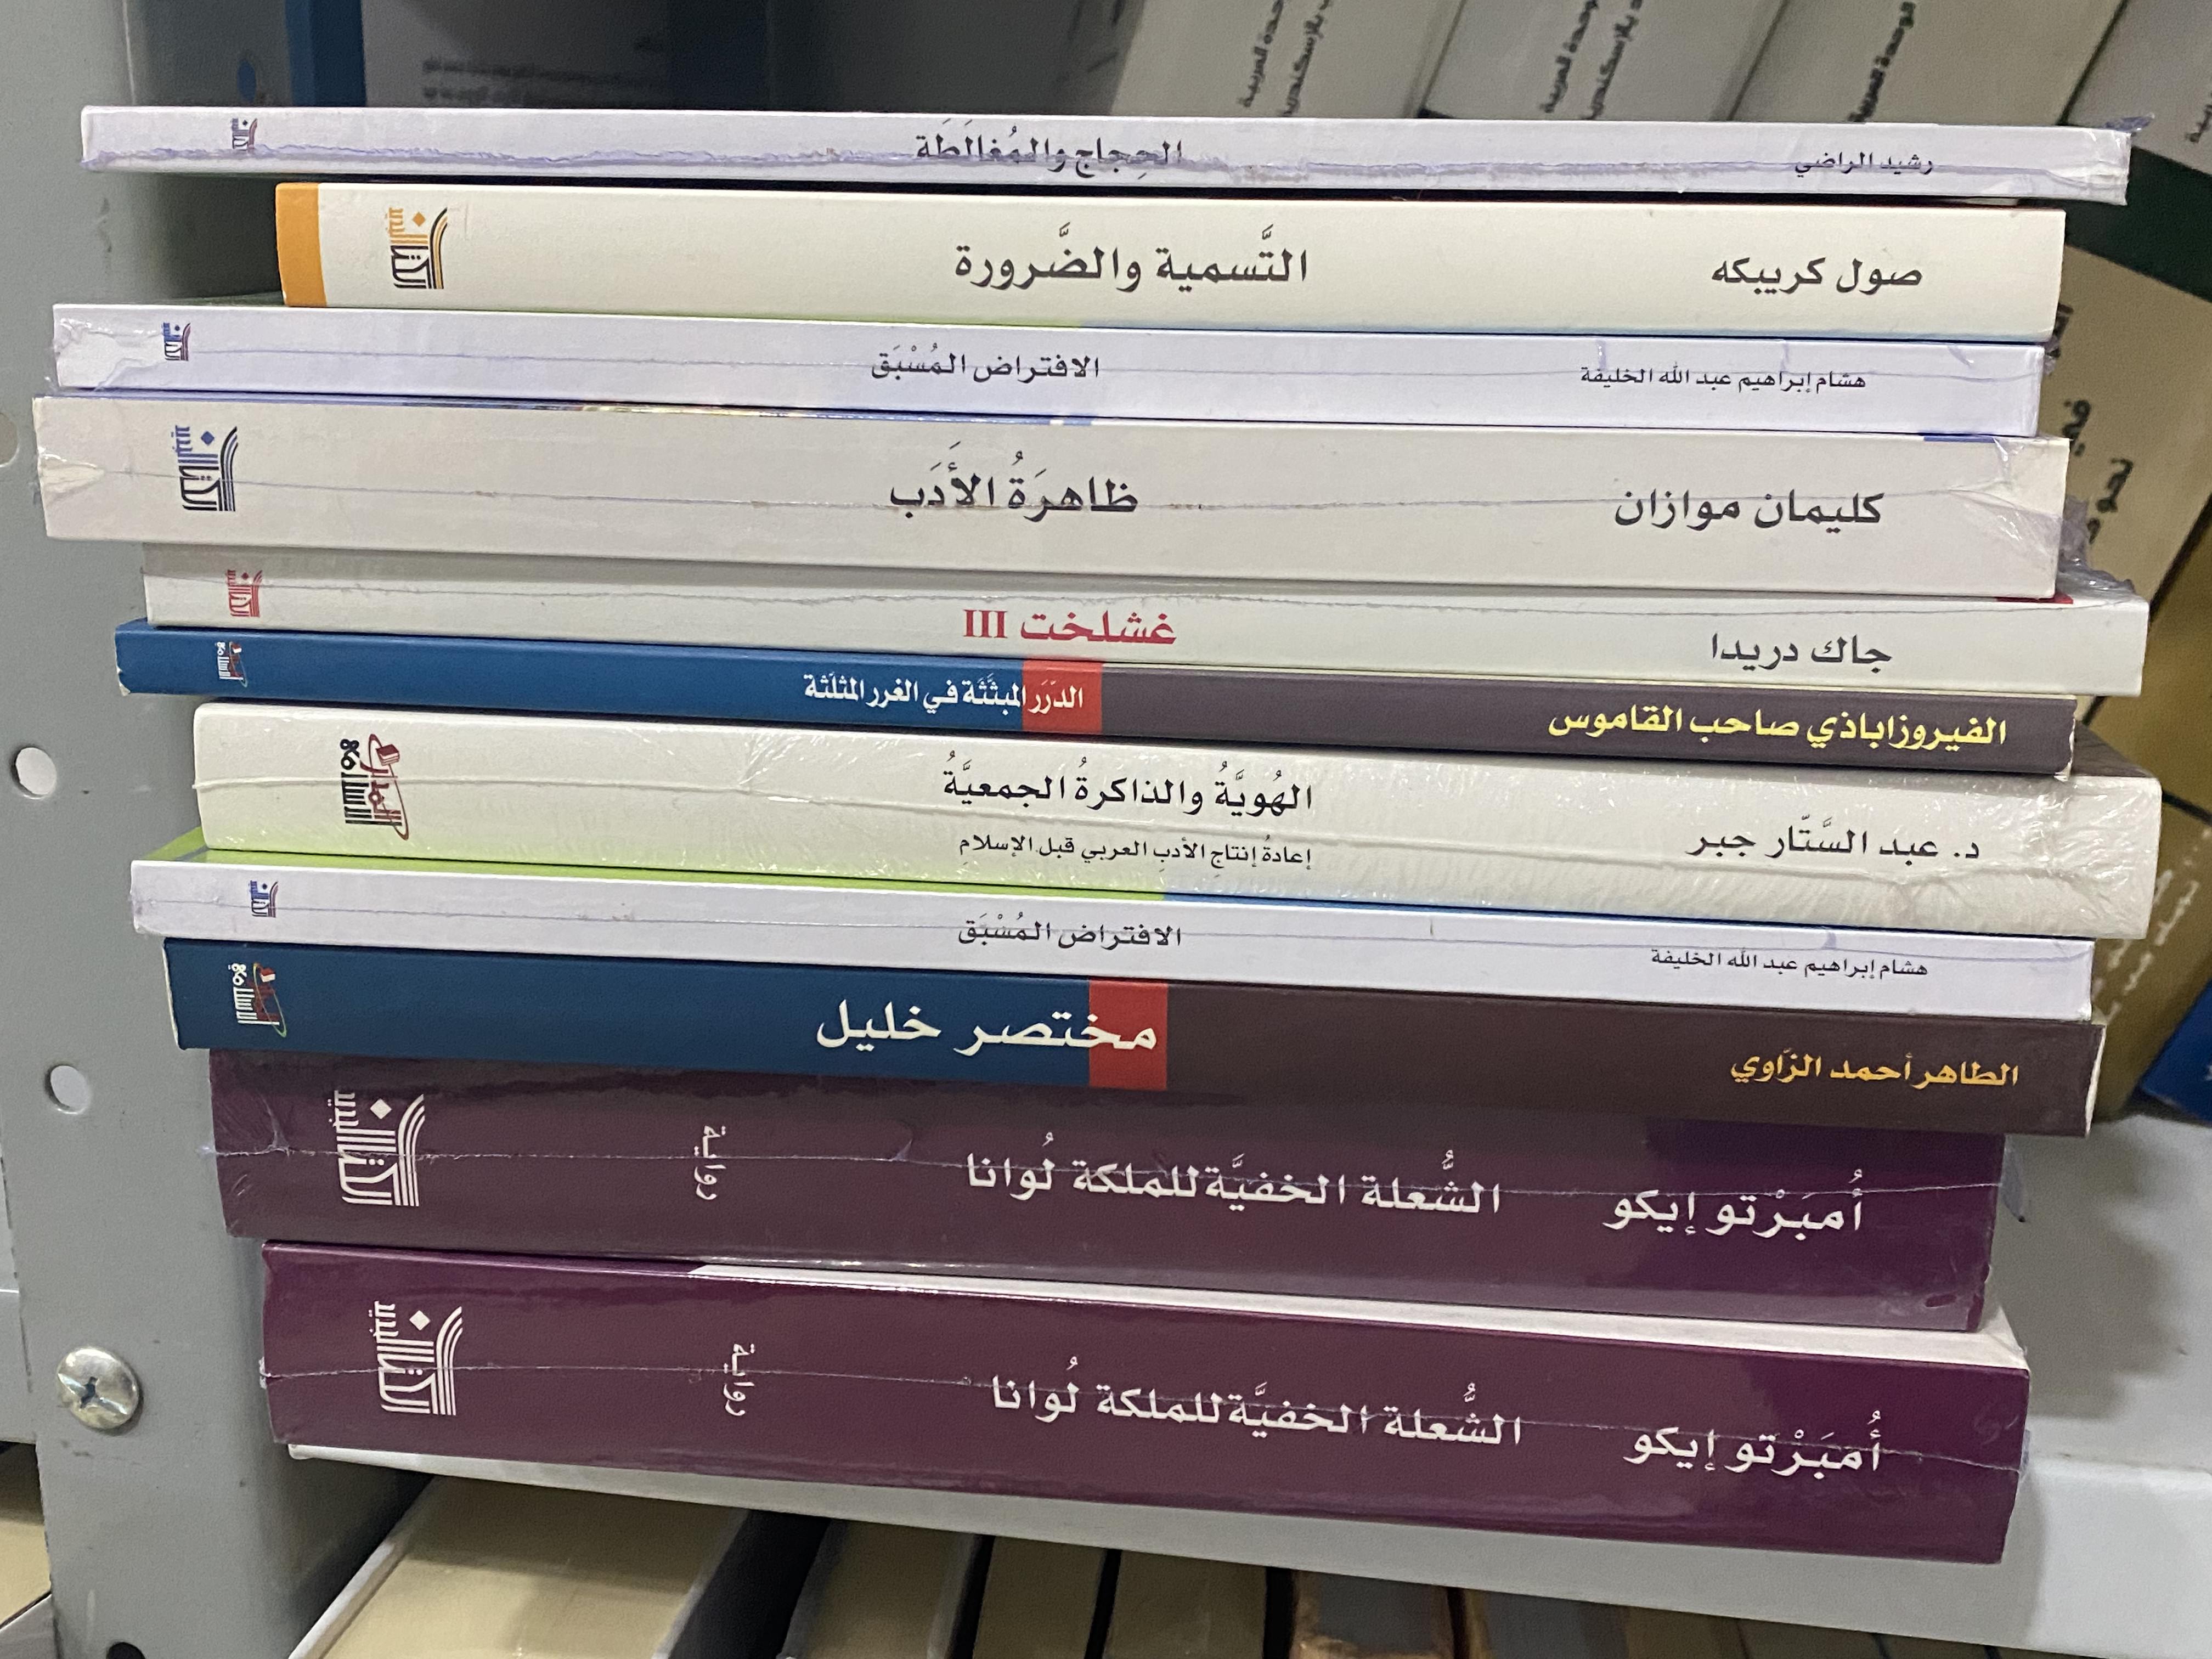 رشيد الراضي
الحِجاج والمُغالَطَة
صول كريبكه
التَّسمية والضَّرورة
هشام إبراهيم عبد الله الخليفة
الافتراض المُسْبَق
كليمان موازان
ظاهرَةُ الأَدَب
جاك دريدا
غشلخت III
الفيروزاباذي صاحب القاموس
الدّرَر المبثَّثَة في الغرر المثلثة
د. عبد السَّتّار جبر
الهُويَّةُ والذاكرةُ الجمعيَّةُ
إعادةُ إنتاجِ الأدبِ العربي قبل الإسلامِ
هشام إبراهيم عبد الله الخليفة
الافتراض المُسْبَق
الطاهر أحمد الزّاوي
مختصر خليل
أُمبَرْتو إيكو
الشُّعلة الخفيَّة للملكة لُوانا
رواية
أُمبَرْتو إيكو
الشُّعلة الخفيَّة للملكة لُوانا
رواية